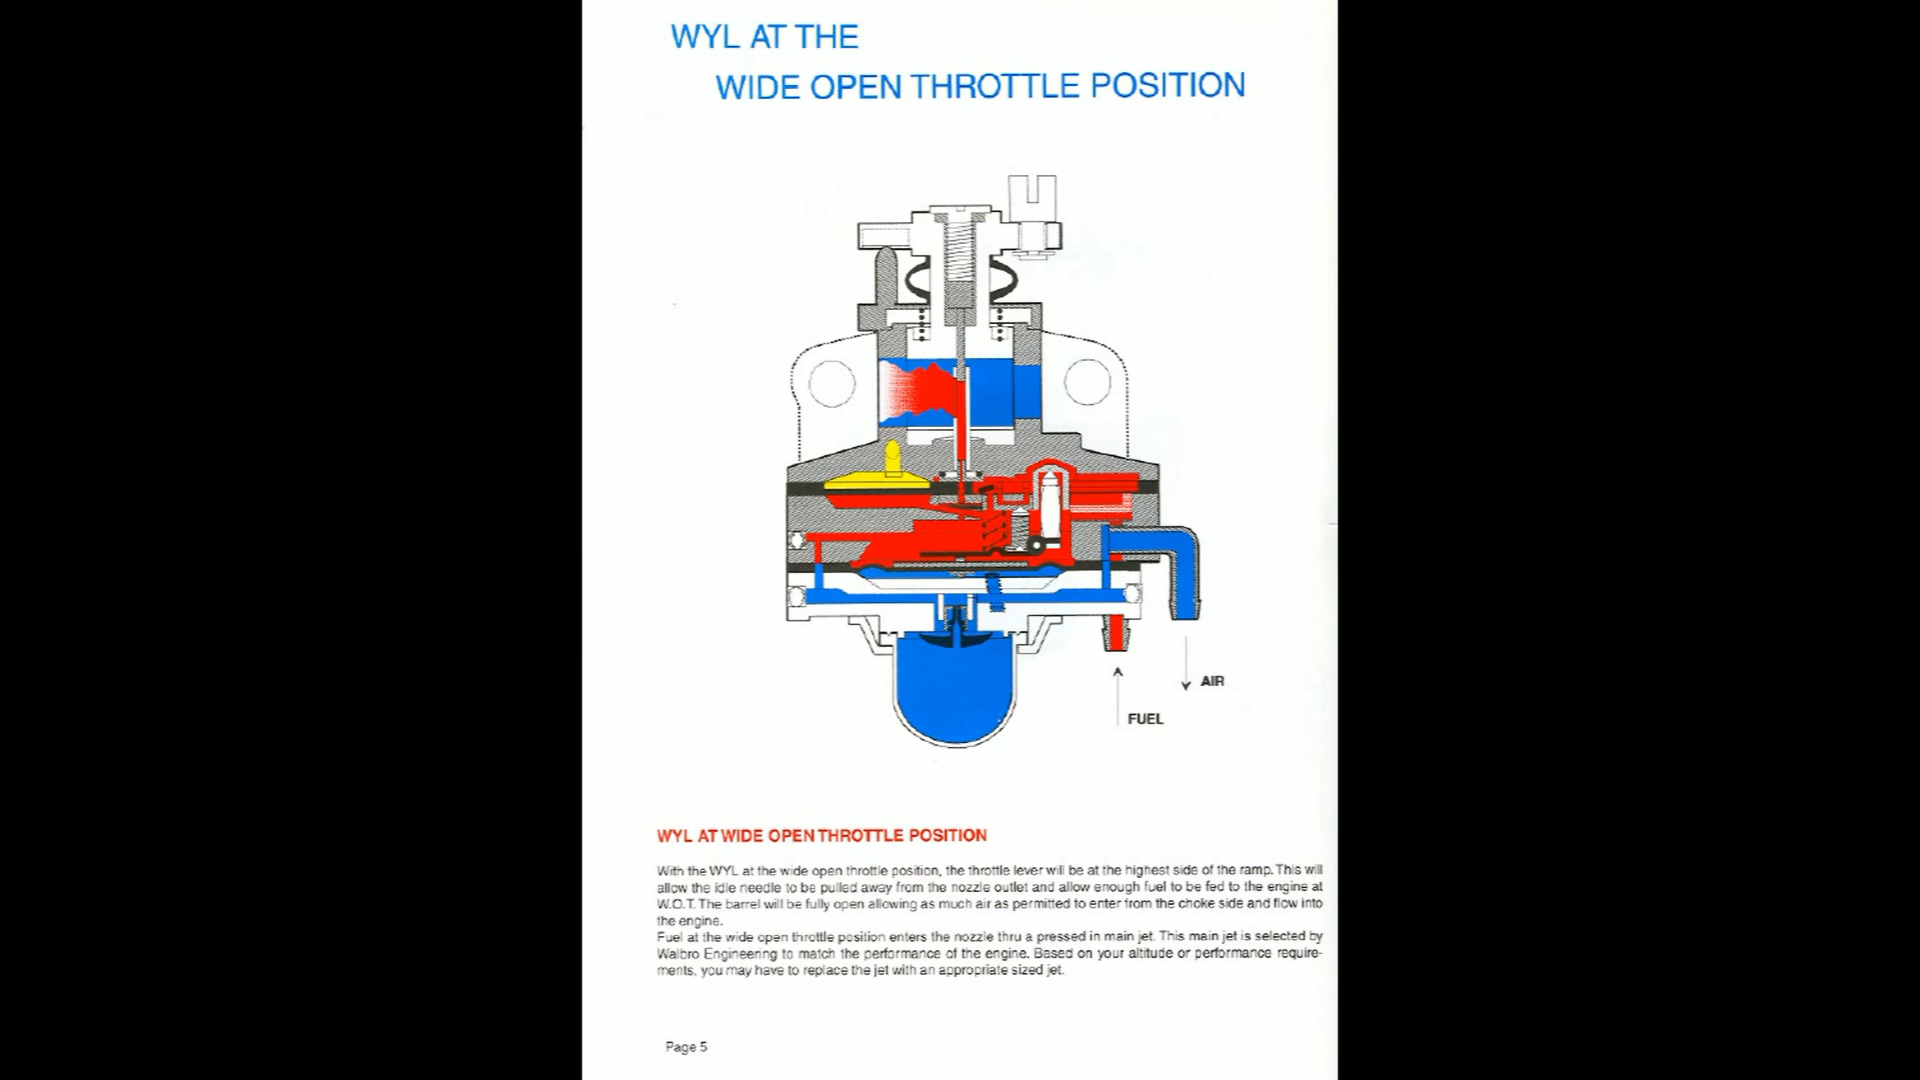 WYL AT THE
WIDE OPEN THROTTLE POSITION
AIR
FUEL
WYL AT WIDE OPEN THROTTLE POSITION
With the WYL at the wide open throttle position, the throttle lever will be at the highest side of the ramp. This will
allow the idle needle to be pulled away from the nozzle outlet and allow enough fuel to be fed to the engine at
W.O.T. The barrel will be fully open allowing as much air as permitted to enter from the choke side and flow into
the engine.
Fuel at the wide open throttle position enters the nozzle thru a pressed in main jet. This main jet is selected by
Walbro Engineering to match the performance of the engine. Based on your altitude or performance require-
ments, you may have to replace the jet with an appropriate sized jet.
Page 5